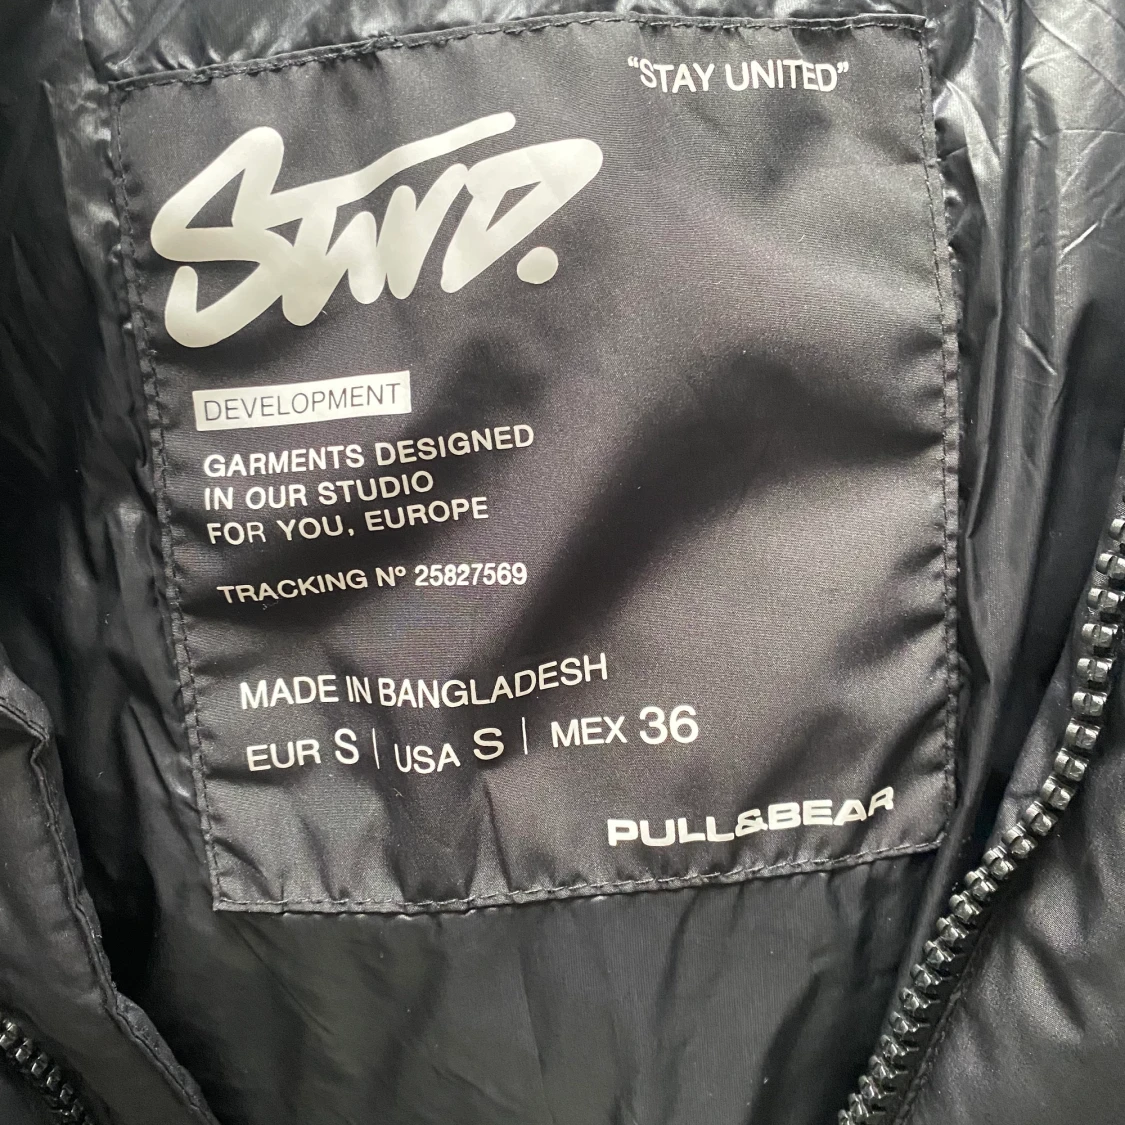 “STAY UNITED”
STWD.
DEVELOPMENT
GARMENTS DESIGNED
IN OUR STUDIO
FOR YOU, EUROPE
TRACKING Nº 25827569
MADE IN BANGLADESH
EUR S | USA S | MEX 36
PULL&BEAR